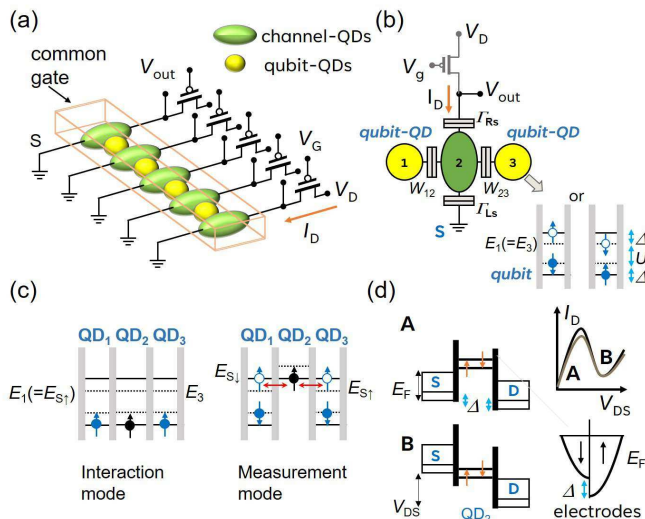 (a)
channel-QDs
qubit-QDs
common
gate
Vout
S
VG
VD
ID
(b)
VD
Vg
ID
Vout
ΓRs
qubit-QD
qubit-QD
1
2
3
W12
W23
ΓLs
S
or
E1(=E3)
qubit
Δ
U
Δ
(c)
QD1 QD2 QD3
E1(=ES↑)
E3
Interaction
mode
QD1 QD2 QD3
ES↓
ES↑
Measurement
mode
(d)
A
S
EF
Δ
D
B
S
VDS
D
QD2
ID
A
B
VDS
EF
Δ
electrodes